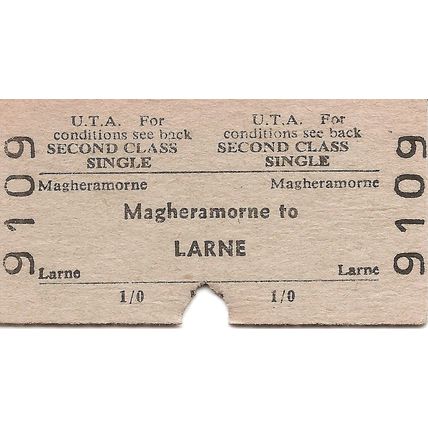 U.T.A. For U.T.A. For
conditions see back conditions see back
SECOND CLASS SECOND CLASS
SINGLE SINGLE
Magheramorne Magheramorne
Magheramorne to
LARNE
Larne Larne
1/0 1/0
9109 9109